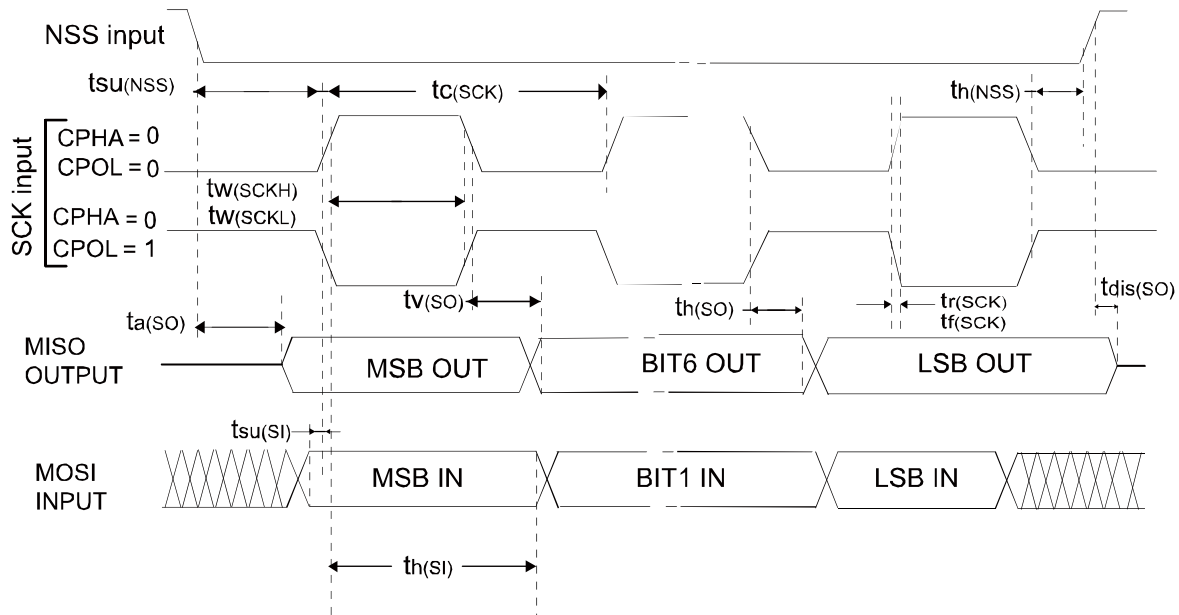 NSS input
tsu(NSS)
tc(SCK)
th(NSS)
SCK input
CPHA = 0
CPOL = 0
tw(SCKH)
CPHA = 0
tw(SCKL)
CPOL = 1
tv(SO)
ta(SO)
th(SO)
tr(SCK)
tf(SCK)
tdis(SO)
MISO
OUTPUT
MSB OUT
BIT6 OUT
LSB OUT
tsu(SI)
MOSI
INPUT
MSB IN
BIT1 IN
LSB IN
th(SI)